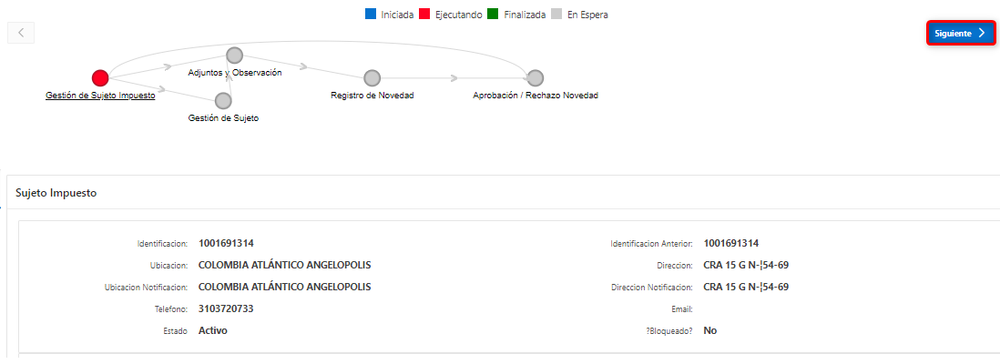 Iniciada Ejecutando Finalizada En Espera
Siguiente
Adjuntos y Observación
Gestión de Sujeto Impuesto
Registro de Novedad
Aprobación / Rechazo Novedad
Gestión de Sujeto
Sujeto Impuesto
Identificacion: 1001691314 Identificacion Anterior: 1001691314
Ubicacion: COLOMBIA ATLÁNTICO ANGELOPOLIS Direccion: CRA 15 G N-¦54-69
Ubicacion Notificacion: COLOMBIA ATLÁNTICO ANGELOPOLIS Direccion Notificacion: CRA 15 G N-¦54-69
Telefono: 3103720733 Email:
Estado Activo ?Bloqueado? No